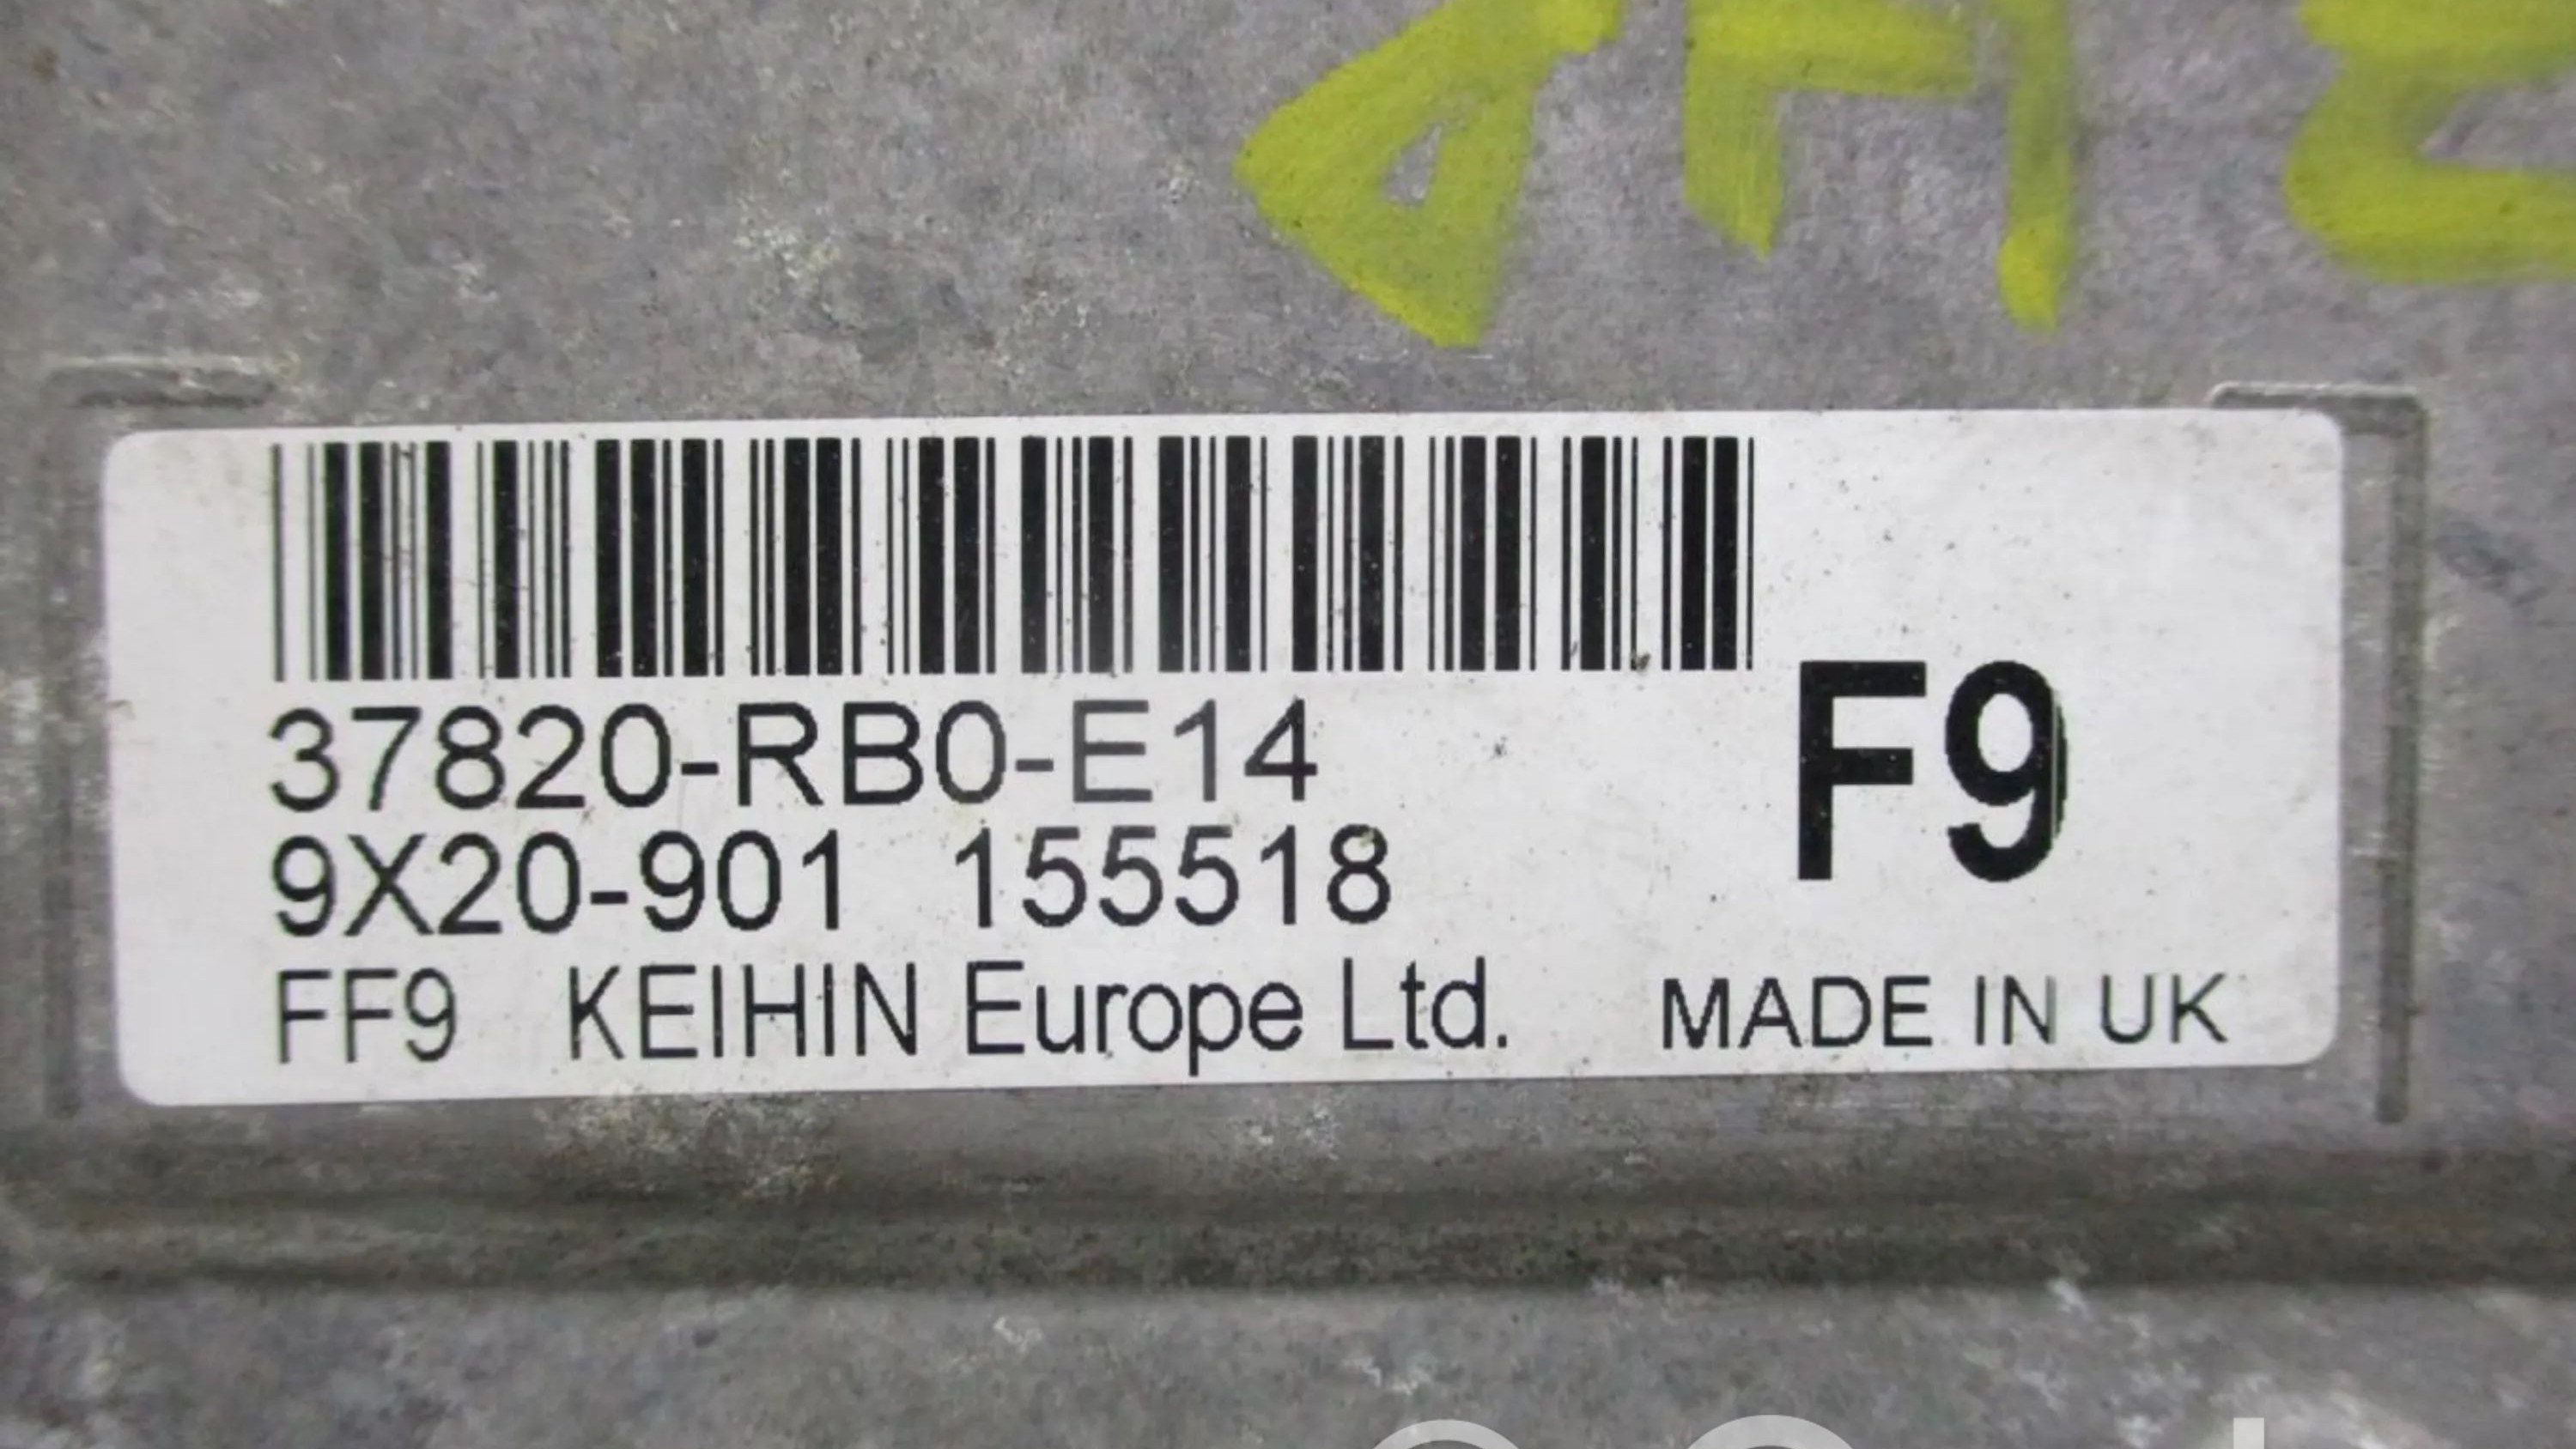 37820-RB0-E14
F9
9X20-901 155518
FF9 KEIHIN Europe Ltd. MADE IN UK